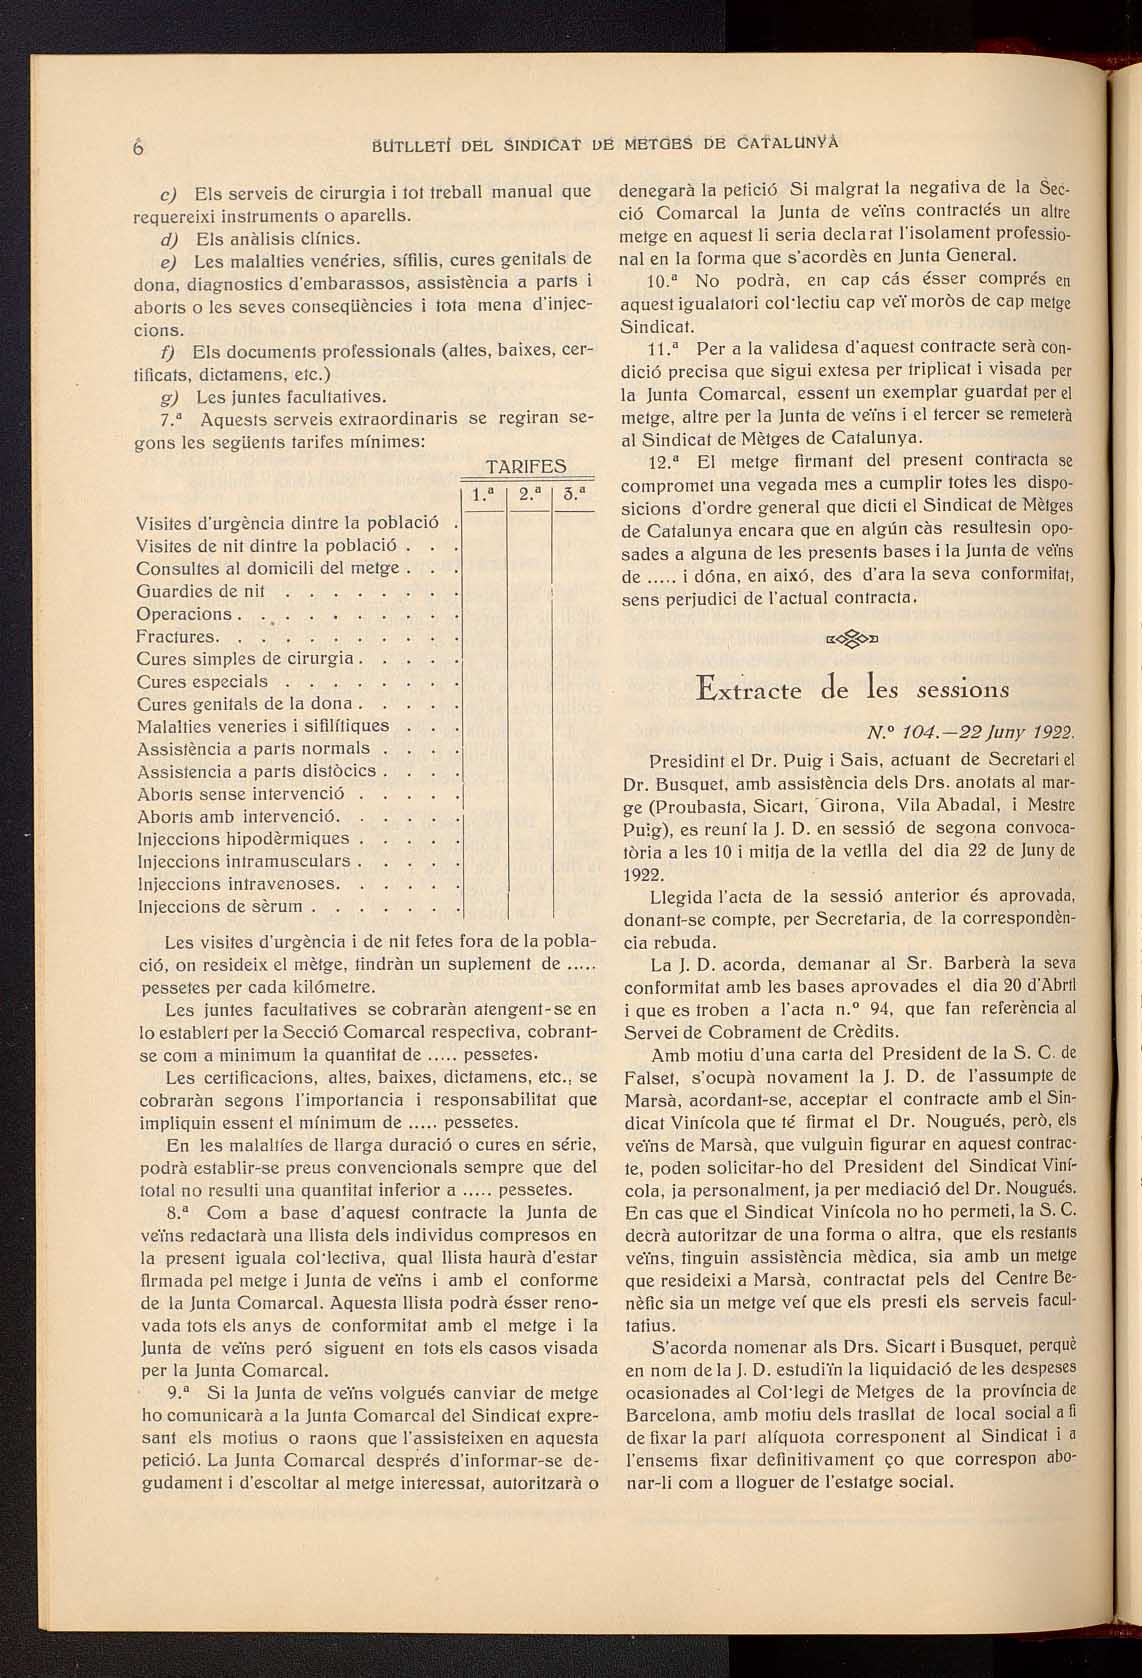 6
BUTLLETÍ DEL SINDICAT DE METGES DE CATALUNYA
c) Els serveis de cirurgia i tot treball manual que
requereixi instruments o aparells.
d) Els anàlisis clínics.
e) Les malalties venéries, sífilis, cures genitals de
dona, diagnostics d'embarassos, assistència a parts i
aborts o les seves conseqüències i tota mena d'injec-
cions.
f) Els documents professionals (altes, baixes, cer-
tificats, dictamens, etc.)
g) Les juntes facultatives.
7.ª Aquests serveis extraordinaris se regiran se-
gons les següents tarifes mínimes:
TARIFES
1.ª 2.ª 3.ª
Visites d'urgència dintre la població .
Visites de nit dintre la població . . .
Consultes al domicili del metge . . .
Guardies de nit . . . . . . . .
Operacions . . . . . . . . . .
Fractures. . . . . . . . . . .
Cures simples de cirurgia . . . . .
Cures especials . . . . . . . .
Cures genitals de la dona . . . . .
Malalties veneries i sifilítiques . . .
Assistència a parts normals . . . .
Assistencia a parts distòcics . . . .
Aborts sense intervenció . . . . .
Aborts amb intervenció. . . . . .
Injeccions hipodèrmiques . . . . .
Injeccions intramusculars . . . . .
Injeccions intravenoses. . . . . .
Injeccions de sèrum . . . . . . .
Les visites d'urgència i de nit fetes fora de la pobla-
ció, on resideix el mètge, tindràn un suplement de .....
pessetes per cada kilómetre.
Les juntes facultatives se cobraràn atengent-se en
lo establert per la Secció Comarcal respectiva, cobrant-
se com a minimum la quantitat de ..... pessetes.
Les certificacions, altes, baixes, dictamens, etc., se
cobraràn segons l'importancia i responsabilitat que
impliquin essent el mínimum de ..... pessetes.
En les malaltíes de llarga duració o cures en série,
podrà establir-se preus convencionals sempre que del
total no resulti una quantitat inferior a ..... pessetes.
8.ª Com a base d'aquest contracte la Junta de
veïns redactarà una llista dels individus compresos en
la present iguala col·lectiva, qual llista haurà d'estar
firmada pel metge i Junta de veïns i amb el conforme
de la Junta Comarcal. Aquesta llista podrà ésser reno-
vada tots els anys de conformitat amb el metge i la
Junta de veïns peró siguent en tots els casos visada
per la Junta Comarcal.
9.ª Si la Junta de veïns volgués canviar de metge
ho comunicarà a la Junta Comarcal del Sindicat expre-
sant els motius o raons que l'assisteixen en aquesta
petició. La Junta Comarcal després d'informar-se de-
gudament i d'escoltar al metge interessat, autoritzarà o
denegarà la petició Si malgrat la negativa de la Sec-
ció Comarcal la Junta de veïns contractés un altre
metge en aquest li seria declarat l'isolament professio-
nal en la forma que s'acordès en Junta General.
10.ª No podrà, en cap cás ésser comprés en
aquest igualatori col·lectiu cap veï moròs de cap metge
Sindicat.
11.ª Per a la validesa d'aquest contracte serà con-
dició precisa que sigui extesa per triplicat i visada per
la Junta Comarcal, essent un exemplar guardat per el
metge, altre per la Junta de veïns i el tercer se remeterà
al Sindicat de Mètges de Catalunya.
12.ª El metge firmant del present contracta se
compromet una vegada mes a cumplir totes les dispo-
sicions d'ordre general que dicti el Sindicat de Mètges
de Catalunya encara que en algún càs resultesin opo-
sades a alguna de les presents bases i la Junta de veïns
de ..... i dóna, en aixó, des d'ara la seva conformitat,
sens perjudici de l'actual contracta.
Extracte de les sessions
N.º 104.—22 Juny 1922.
Presidint el Dr. Puig i Sais, actuant de Secretari el
Dr. Busquet, amb assistència dels Drs. anotats al mar-
ge (Proubasta, Sicart, Girona, Vila Abadal, i Mestre
Puig), es reuní la J. D. en sessió de segona convoca-
tòria a les 10 i mitja de la vetlla del dia 22 de Juny de
1922.
Llegida l'acta de la sessió anterior és aprovada,
donant-se compte, per Secretaria, de la correspondèn-
cia rebuda.
La J. D. acorda, demanar al Sr. Barberà la seva
conformitat amb les bases aprovades el dia 20 d'Abril
i que es troben a l'acta n.º 94, que fan referència al
Servei de Cobrament de Crèdits.
Amb motiu d'una carta del President de la S. C. de
Falset, s'ocupà novament la J. D. de l'assumpte de
Marsà, acordant-se, acceptar el contracte amb el Sin-
dicat Vinícola que té firmat el Dr. Nougués, però, els
veïns de Marsà, que vulguin figurar en aquest contrac-
te, poden solicitar-ho del President del Sindicat Viní-
cola, ja personalment, ja per mediació del Dr. Nougués.
En cas que el Sindicat Vinícola no ho permeti, la S. C.
decrà autoritzar de una forma o altra, que els restants
veïns, tinguin assistència mèdica, sia amb un metge
que resideixi a Marsà, contractat pels del Centre Be-
nèfic sia un metge veí que els presti els serveis facul-
tatius.
S'acorda nomenar als Drs. Sicart i Busquet, perquè
en nom de la J. D. estudiïn la liquidació de les despeses
ocasionades al Col·legi de Metges de la província de
Barcelona, amb motiu dels trasllat de local social a fi
de fixar la part alíquota corresponent al Sindicat i a
l'ensems fixar definitivament ço que correspon abo-
nar-li com a lloguer de l'estatge social.